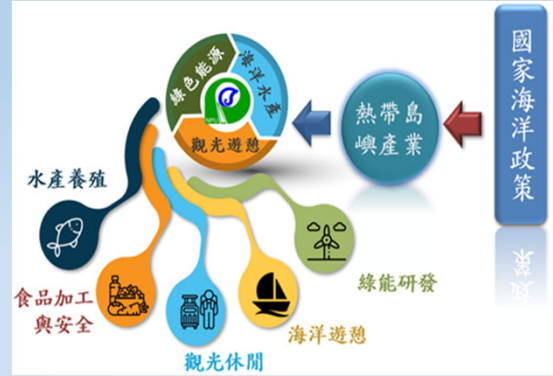 國家海洋政策
熱帶島
嶼產業
綠色能源
海洋水產
觀光遊憩
水產養殖
食品加工
與安全
觀光休閒
海洋遊憩
綠能研發